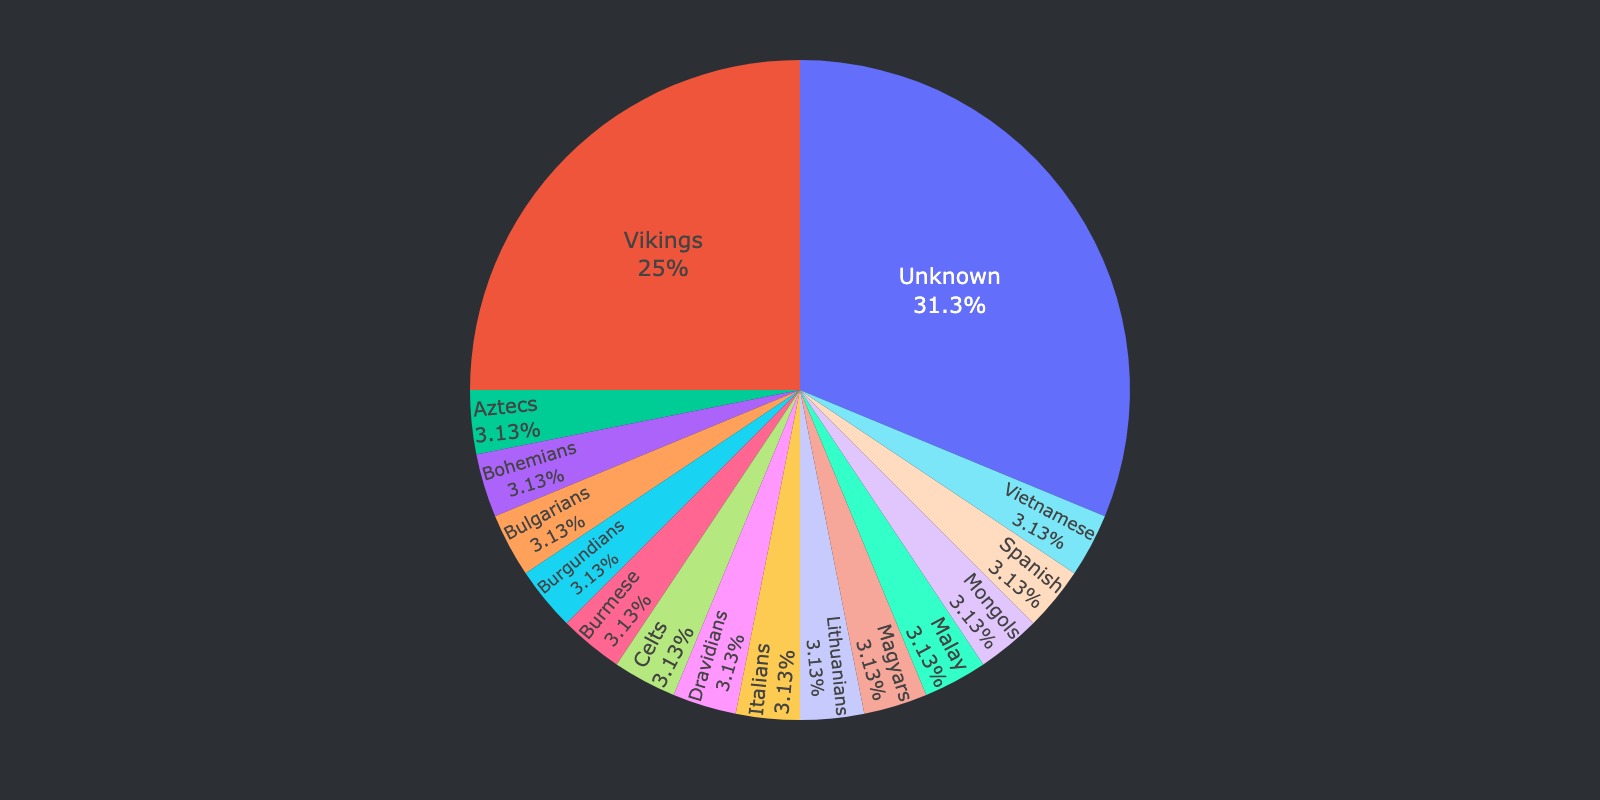 Vikings
25%
Unknown
31.3%
Aztecs
3.13%
Bohemians
3.13%
Bulgarians
3.13%
Burgundians
3.13%
Burmese
3.13%
Celts
3.13%
Dravidians
3.13%
Italians
3.13%
Lithuanians
3.13%
Magyars
3.13%
Malay
3.13%
Mongols
3.13%
Spanish
3.13%
Vietnamese
3.13%